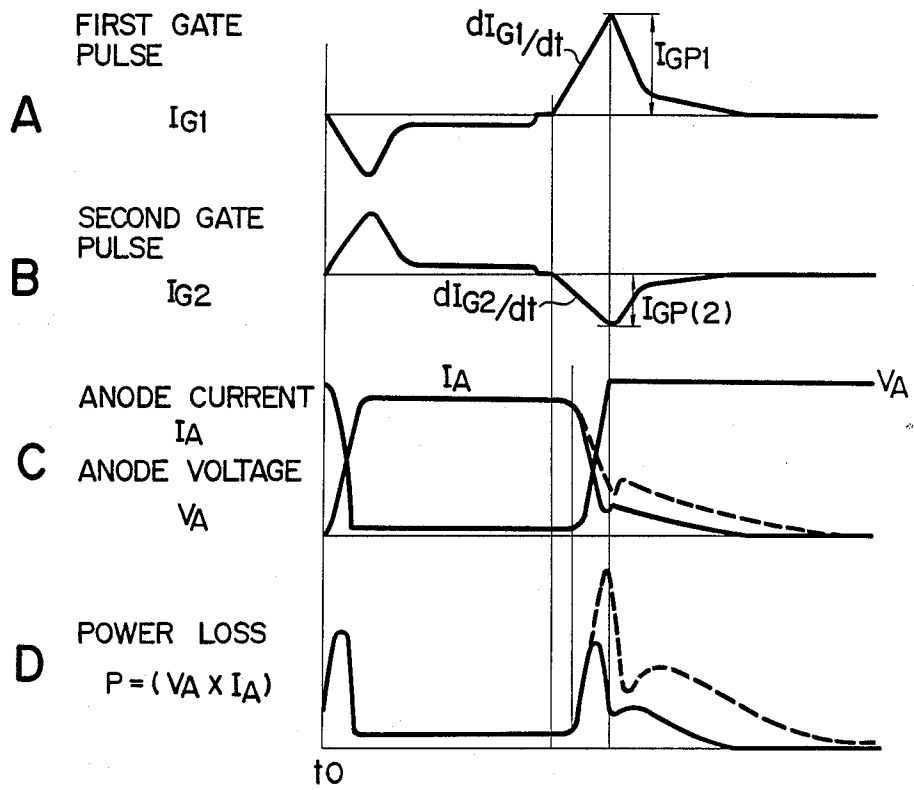 FIRST GATE
PULSE
dIG1/dt
IGP1
A
IG1
SECOND GATE
PULSE
B
IG2
dIG2/dt
IGP(2)
ANODE CURRENT
IA
IA
VA
C
ANODE VOLTAGE
VA
POWER LOSS
D
P=(VA X IA)
to